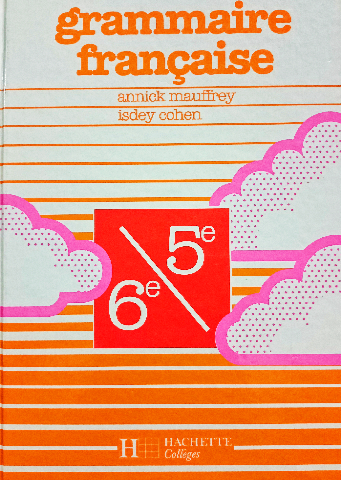 grammaire
française
annick mauffrey
isdey cohen
5e
6e
H HACHETTE
Collèges